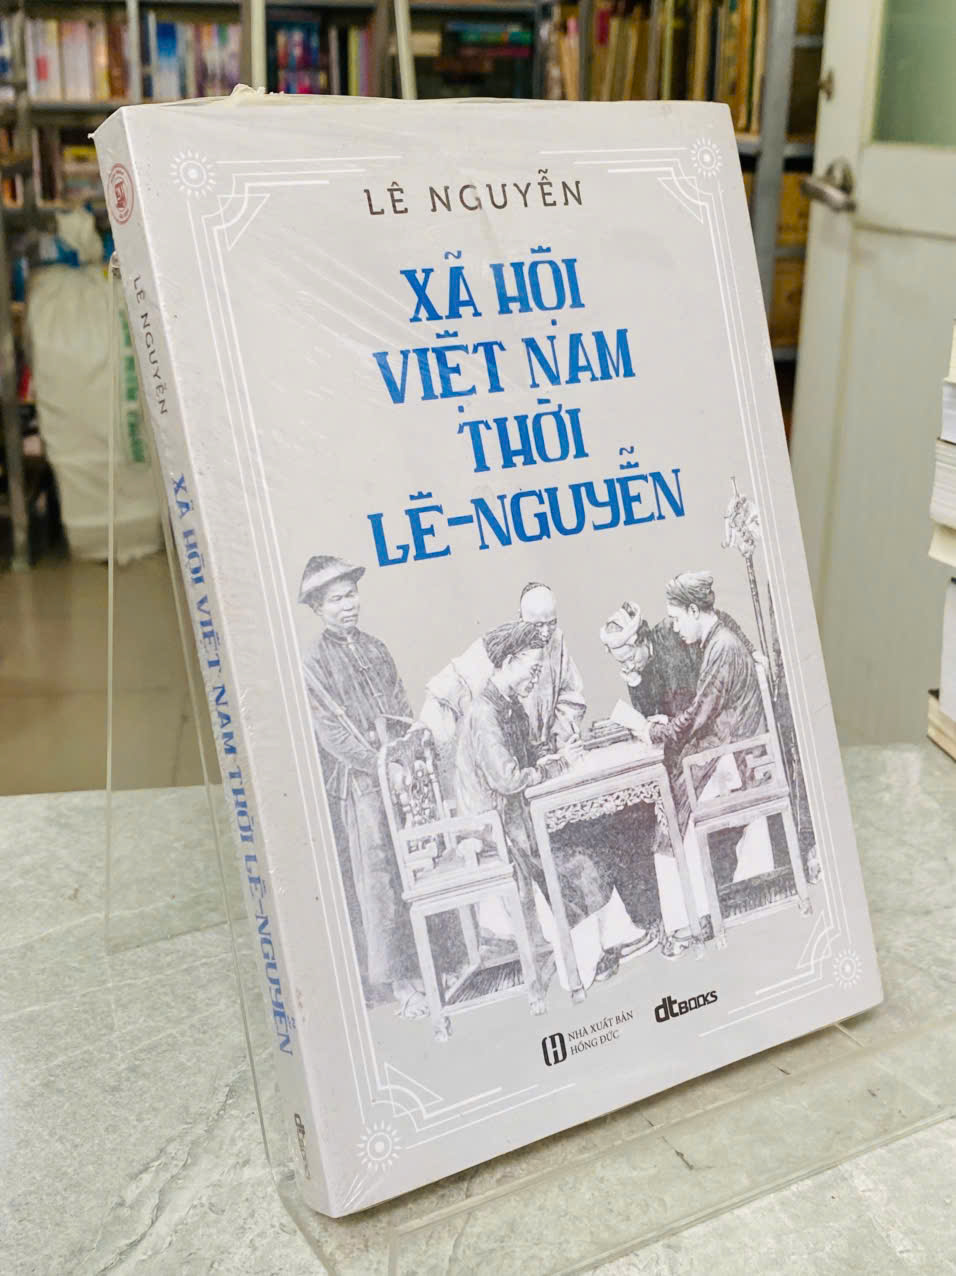 LÊ NGUYỄN
XÃ HỘI
VIỆT NAM
THỜI
LÊ-NGUYỄN
NHÀ XUẤT BẢN
HỒNG ĐỨC
dtBOOKS
LÊ NGUYỄN
XÃ HỘI VIỆT NAM THỜI LÊ-NGUYỄN
dtBOOKS